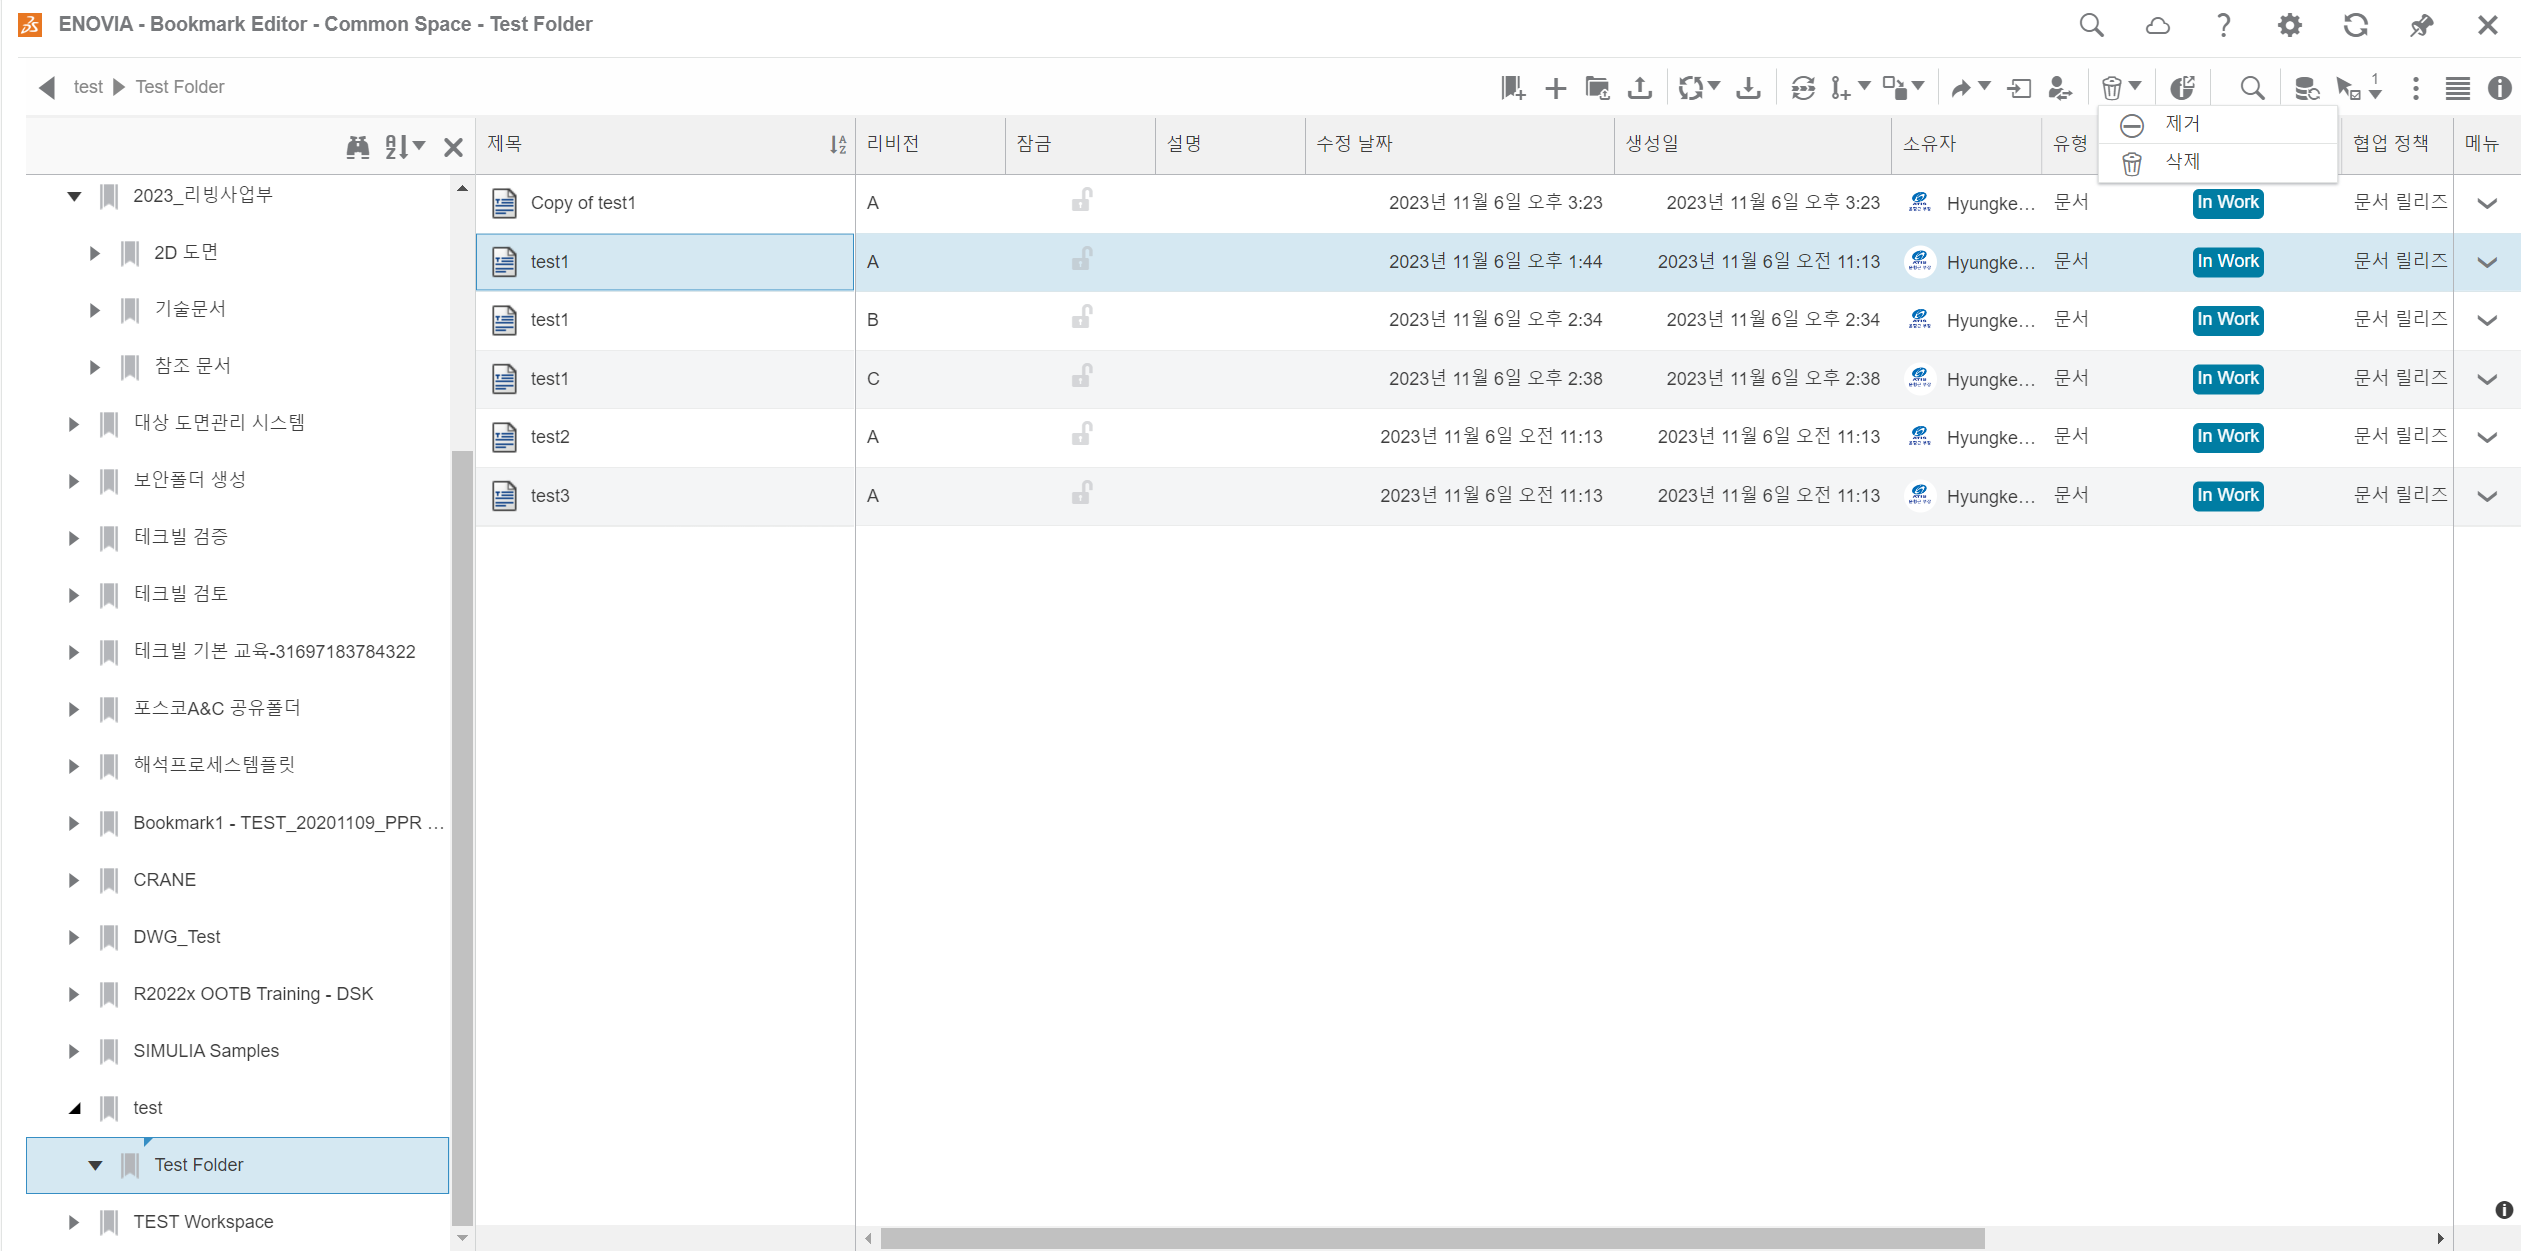 ENOVIA - Bookmark Editor - Common Space - Test Folder
test Test Folder
1
제거
삭제
제목 리비전 잠금 설명 수정 날짜 생성일 소유자 유형 협업 정책 메뉴
2023_리빙사업부
2D 도면
기술문서
참조 문서
대상 도면관리 시스템
보안폴더 생성
테크빌 검증
테크빌 검토
테크빌 기본 교육-31697183784322
포스코A&C 공유폴더
해석프로세스템플릿
Bookmark1 - TEST_20201109_PPR ...
CRANE
DWG_Test
R2022x OOTB Training - DSK
SIMULIA Samples
test
Test Folder
TEST Workspace
Copy of test1 A 2023년 11월 6일 오후 3:23 2023년 11월 6일 오후 3:23 Hyungke... 문서 In Work 문서 릴리즈
test1 A 2023년 11월 6일 오후 1:44 2023년 11월 6일 오전 11:13 Hyungke... 문서 In Work 문서 릴리즈
test1 B 2023년 11월 6일 오후 2:34 2023년 11월 6일 오후 2:34 Hyungke... 문서 In Work 문서 릴리즈
test1 C 2023년 11월 6일 오후 2:38 2023년 11월 6일 오후 2:38 Hyungke... 문서 In Work 문서 릴리즈
test2 A 2023년 11월 6일 오전 11:13 2023년 11월 6일 오전 11:13 Hyungke... 문서 In Work 문서 릴리즈
test3 A 2023년 11월 6일 오전 11:13 2023년 11월 6일 오전 11:13 Hyungke... 문서 In Work 문서 릴리즈